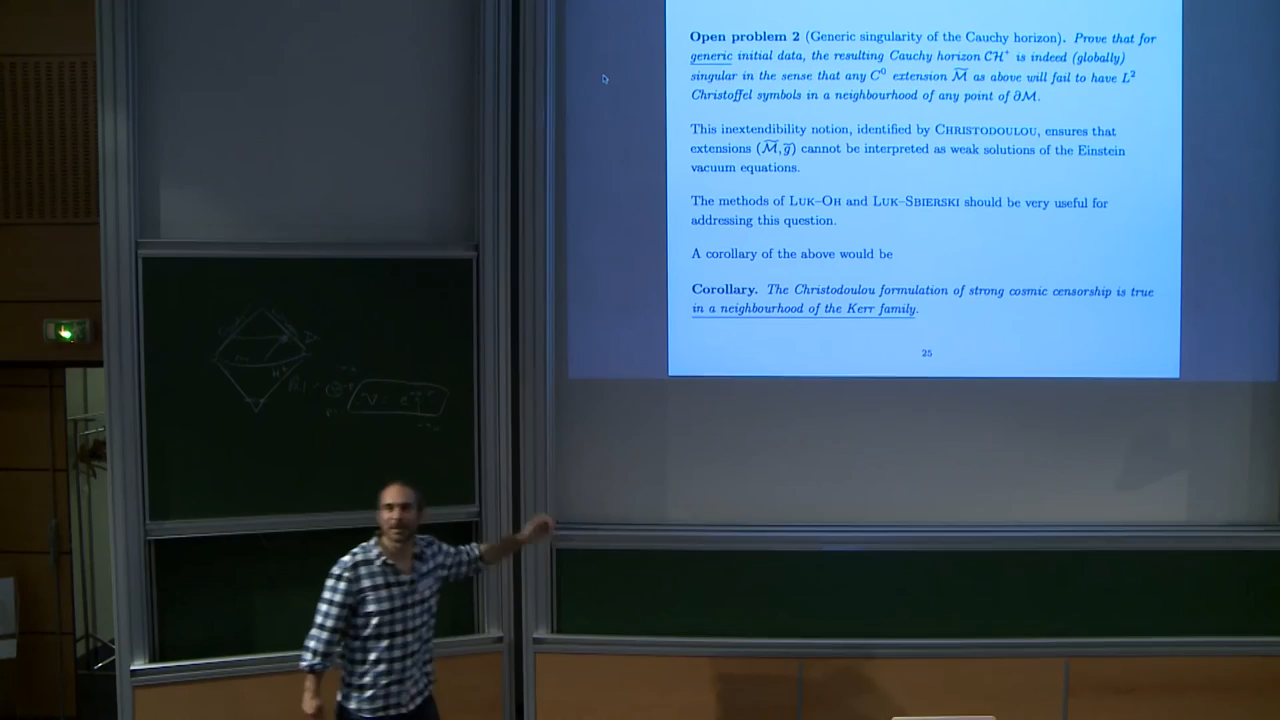 Open problem 2 (Generic singularity of the Cauchy horizon). Prove that for
generic initial data, the resulting Cauchy horizon CH⁺ is indeed (globally)
singular in the sense that any C⁰ extension M̃ as above will fail to have L²
Christoffel symbols in a neighbourhood of any point of ∂M.
This inextendibility notion, identified by CHRISTODOULOU, ensures that
extensions (M̃, g̃) cannot be interpreted as weak solutions of the Einstein
vacuum equations.
The methods of LUK–OH and LUK–SBIERSKI should be very useful for
addressing this question.
A corollary of the above would be
Corollary. The Christodoulou formulation of strong cosmic censorship is true
in a neighbourhood of the Kerr family.
25